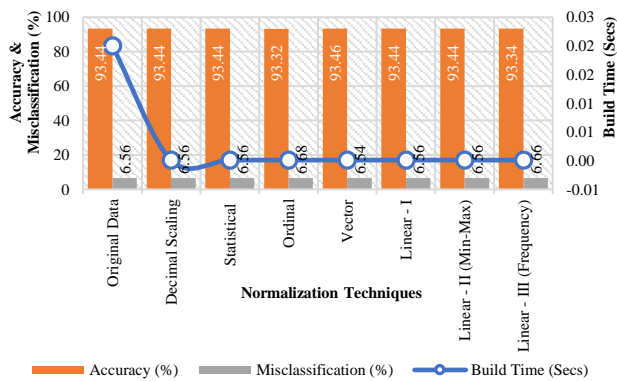 Accuracy &
Misclassification (%)
100
80
60
40
20
0
93.44
93.44
93.44
93.32
93.46
93.44
93.44
93.34
6.56
6.56
6.56
6.68
6.54
6.56
6.56
6.66
0.03
0.02
0.02
0.01
0.01
0.00
-0.01
Build Time (Secs)
Original Data
Decimal Scaling
Statistical
Ordinal
Vector
Linear - I
Linear - II (Min-Max)
Linear - III (Frequency)
Normalization Techniques
Accuracy (%)
Misclassification (%)
Build Time (Secs)